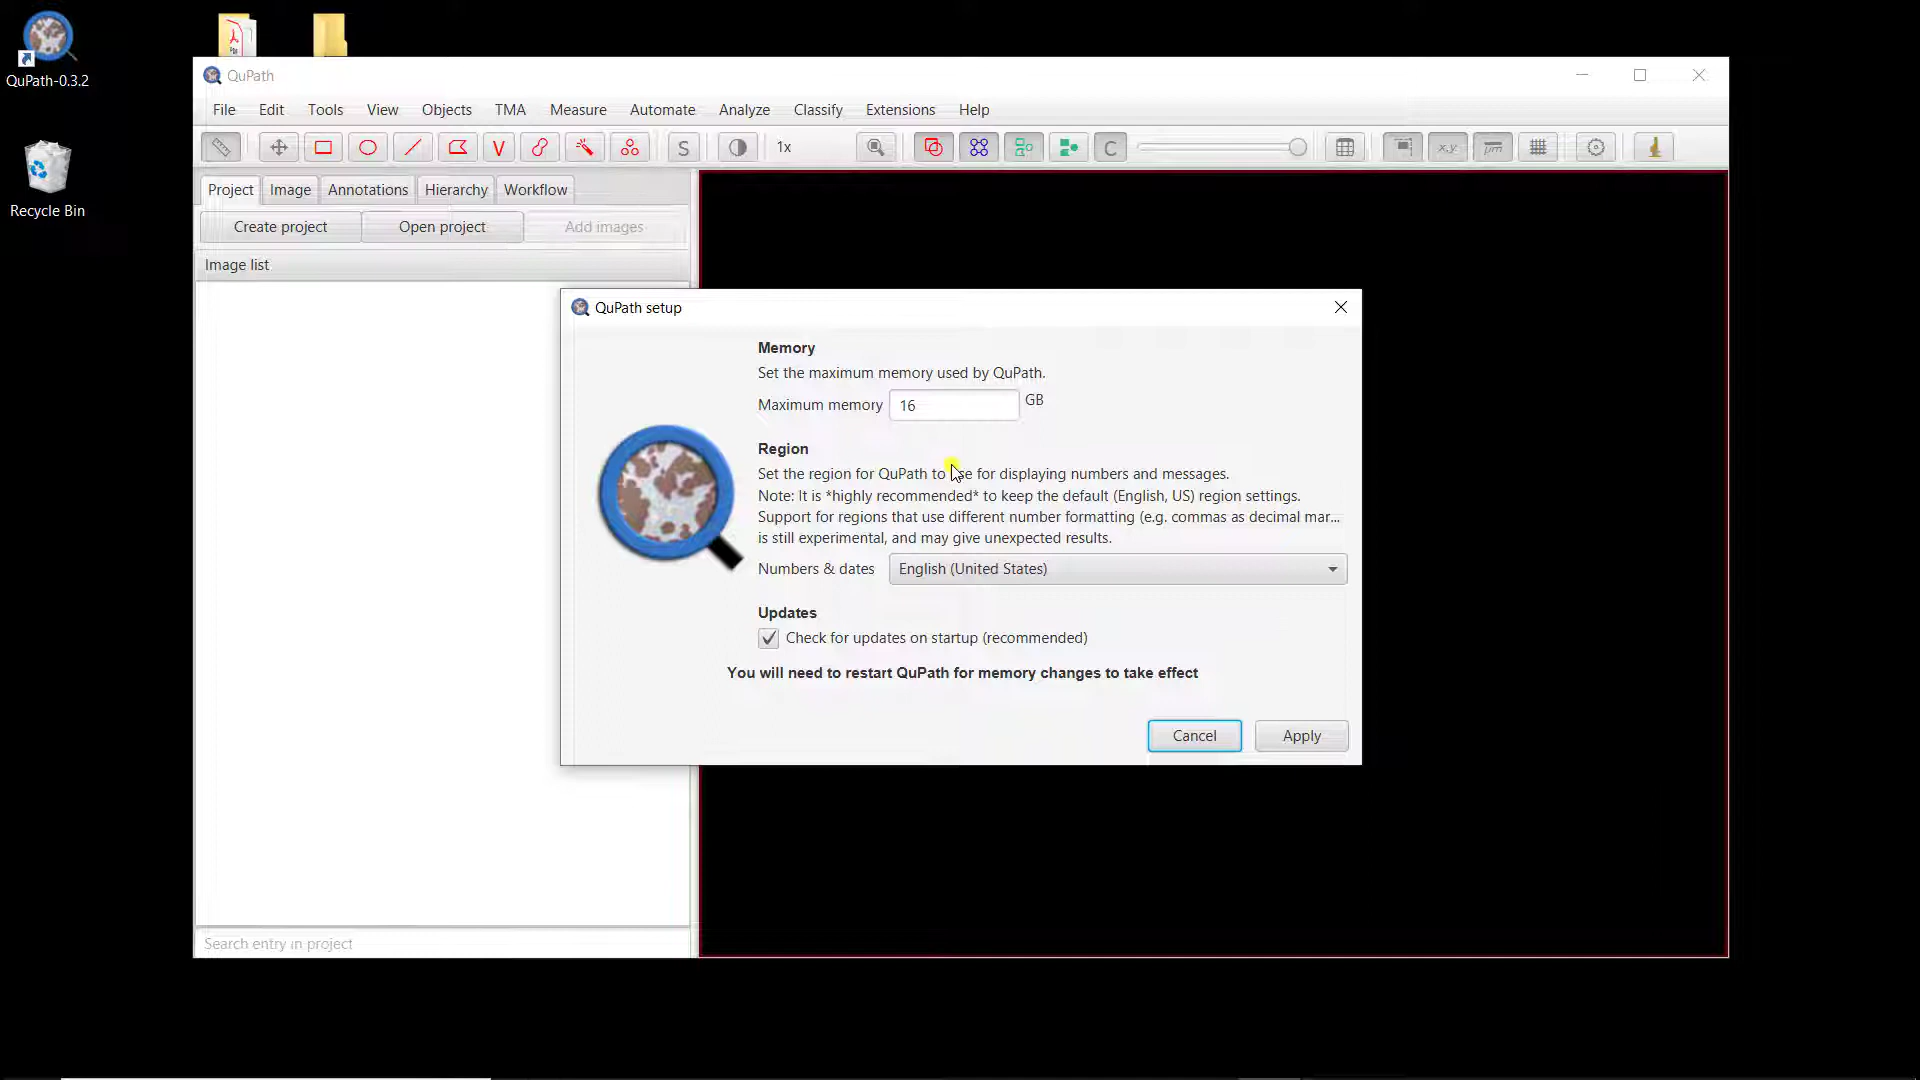 QuPath-0.3.2
Recycle Bin
QuPath
File Edit Tools View Objects TMA Measure Automate Analyze Classify Extensions Help
V S 1x C x,y µm
Project Image Annotations Hierarchy Workflow
Create project Open project Add images
Image list
QuPath setup
Memory
Set the maximum memory used by QuPath.
Maximum memory 16 GB
Region
Set the region for QuPath to use for displaying numbers and messages.
Note: It is *highly recommended* to keep the default (English, US) region settings.
Support for regions that use different number formatting (e.g. commas as decimal mar...
is still experimental, and may give unexpected results.
Numbers & dates English (United States)
Updates
Check for updates on startup (recommended)
You will need to restart QuPath for memory changes to take effect
Cancel Apply
Search entry in project